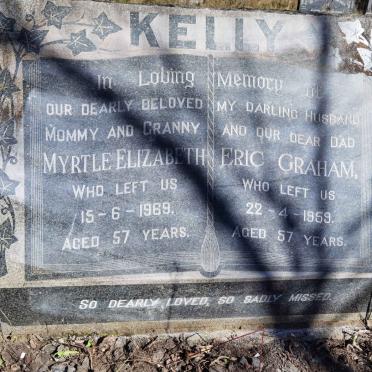 KELLY
In Loving Memory of
OUR DEARLY BELOVED
MOMMY AND GRANNY
MYRTLE ELIZABETH
WHO LEFT US
15-6-1969.
AGED 57 YEARS.
MY DARLING HUSBAND
AND OUR DEAR DAD
ERIC GRAHAM,
WHO LEFT US
22-4-1959.
AGED 57 YEARS.
SO DEARLY LOVED, SO SADLY MISSED.